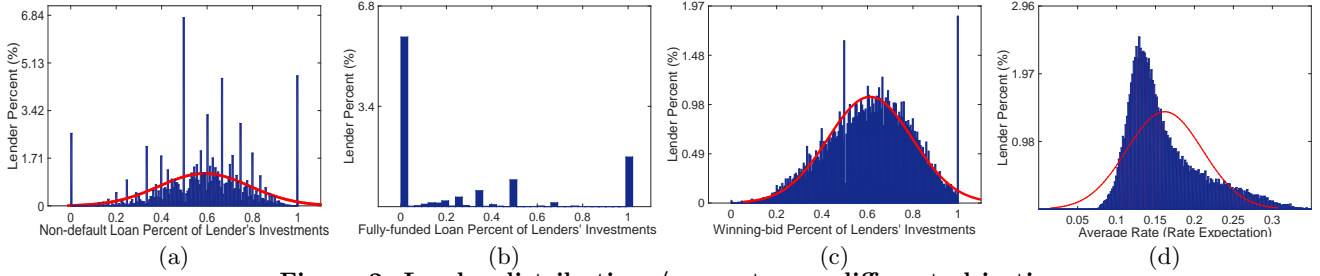 6.84
5.13
3.42
1.71
0
Lender Percent (%)
0 0.2 0.4 0.6 0.8 1
Non-default Loan Percent of Lender's Investments
(a)
6.8
3.4
Lender Percent (%)
0 0.2 0.4 0.6 0.8 1
Fully-funded Loan Percent of Lenders' Investments
(b)
1.97
1.48
0.98
0.49
0
Lender Percent (%)
0 0.2 0.4 0.6 0.8 1
Winning-bid Percent of Lenders' Investments
(c)
2.96
1.97
0.98
Lender Percent (%)
0.05 0.1 0.15 0.2 0.25 0.3
Average Rate (Rate Expectation)
(d)